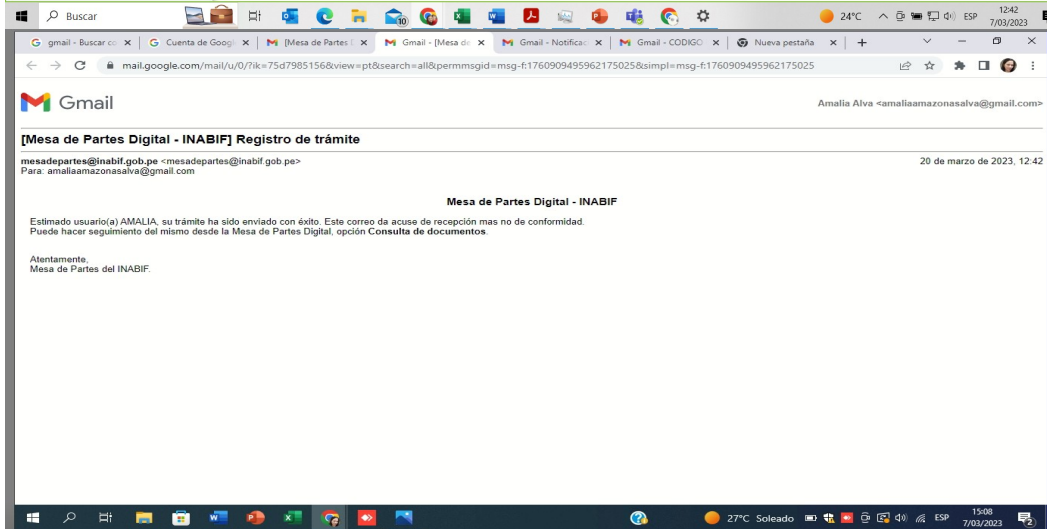 Buscar
10
24°C ESP 12:42
7/03/2023
gmail - Buscar co Cuenta de Googl [Mesa de Partes D Gmail - [Mesa de Gmail - Notificac Gmail - CODIGO Nueva pestaña
mail.google.com/mail/u/0/?ik=75d7985156&view=pt&search=all&permmsgid=msg-f:1760909495962175025&simpl=msg-f:1760909495962175025
Gmail
Amalia Alva <amaliaamazonasalva@gmail.com>
[Mesa de Partes Digital - INABIF] Registro de trámite
mesadepartes@inabif.gob.pe <mesadepartes@inabif.gob.pe> 20 de marzo de 2023, 12:42
Para: amaliaamazonasalva@gmail.com
Mesa de Partes Digital - INABIF
Estimado usuario(a) AMALIA, su trámite ha sido enviado con éxito. Este correo da acuse de recepción mas no de conformidad.
Puede hacer seguimiento del mismo desde la Mesa de Partes Digital, opción Consulta de documentos.
Atentamente,
Mesa de Partes del INABIF.
27°C Soleado ESP 15:08
7/03/2023
2